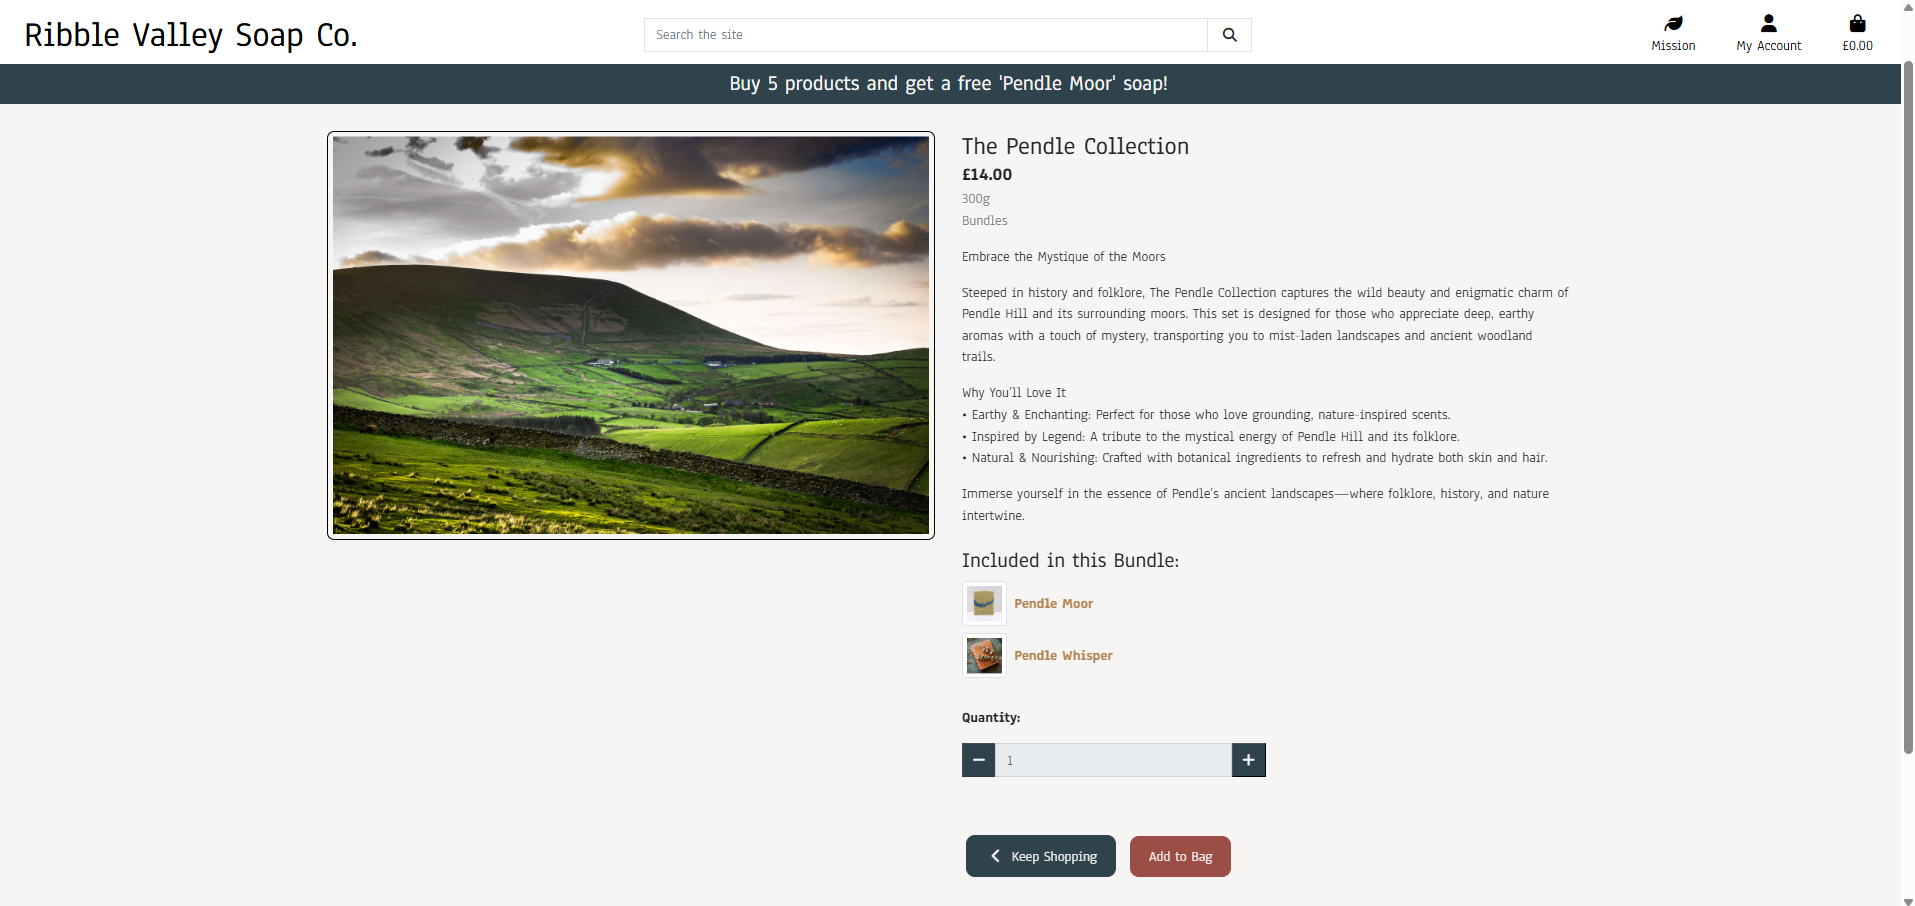 Ribble Valley Soap Co.
Search the site
Mission
My Account
£0.00
Buy 5 products and get a free 'Pendle Moor' soap!
The Pendle Collection
£14.00
300g
Bundles
Embrace the Mystique of the Moors
Steeped in history and folklore, The Pendle Collection captures the wild beauty and enigmatic charm of
Pendle Hill and its surrounding moors. This set is designed for those who appreciate deep, earthy
aromas with a touch of mystery, transporting you to mist-laden landscapes and ancient woodland
trails.
Why You'll Love It
• Earthy & Enchanting: Perfect for those who love grounding, nature-inspired scents.
• Inspired by Legend: A tribute to the mystical energy of Pendle Hill and its folklore.
• Natural & Nourishing: Crafted with botanical ingredients to refresh and hydrate both skin and hair.
Immerse yourself in the essence of Pendle's ancient landscapes—where folklore, history, and nature
intertwine.
Included in this Bundle:
Pendle Moor
Pendle Whisper
Quantity:
1
Keep Shopping
Add to Bag